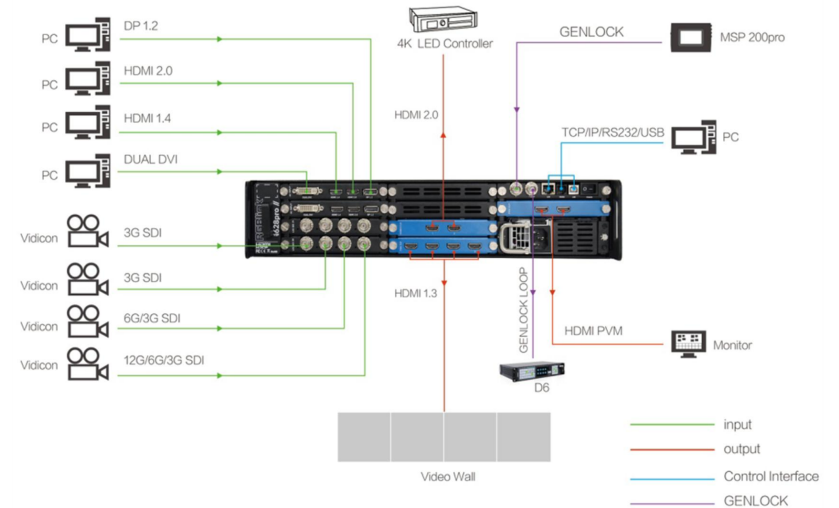 DP 1.2
PC
HDMI 2.0
PC
HDMI 1.4
PC
DUAL DVI
PC
3G SDI
Vidicon
3G SDI
Vidicon
6G/3G SDI
Vidicon
12G/6G/3G SDI
Vidicon
4K LED Controller
HDMI 2.0
GENLOCK
MSP 200pro
TCP/IP/RS232/USB
PC
HDMI 1.3
GENLOCK LOOP
HDMI PVM
Monitor
D6
Video Wall
input
output
Control Interface
GENLOCK